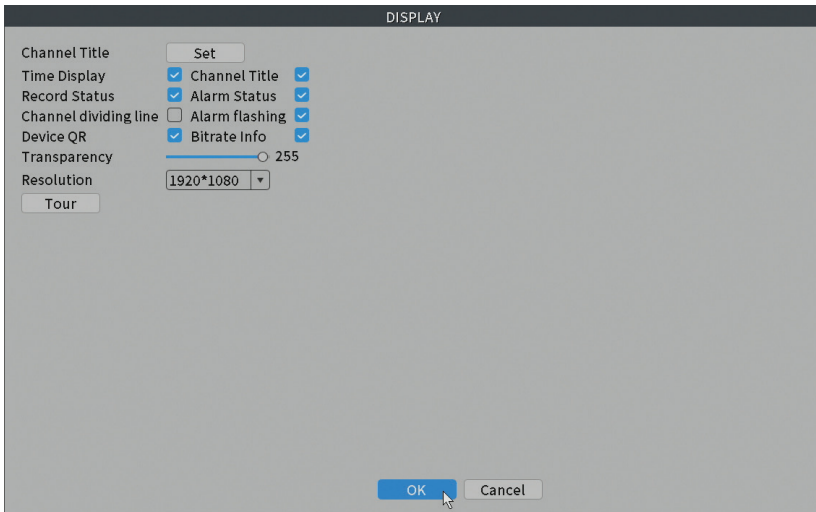 DISPLAY
Channel Title Set
Time Display Channel Title
Record Status Alarm Status
Channel dividing line Alarm flashing
Device QR Bitrate Info
Transparency 255
Resolution 1920*1080
Tour
OK Cancel